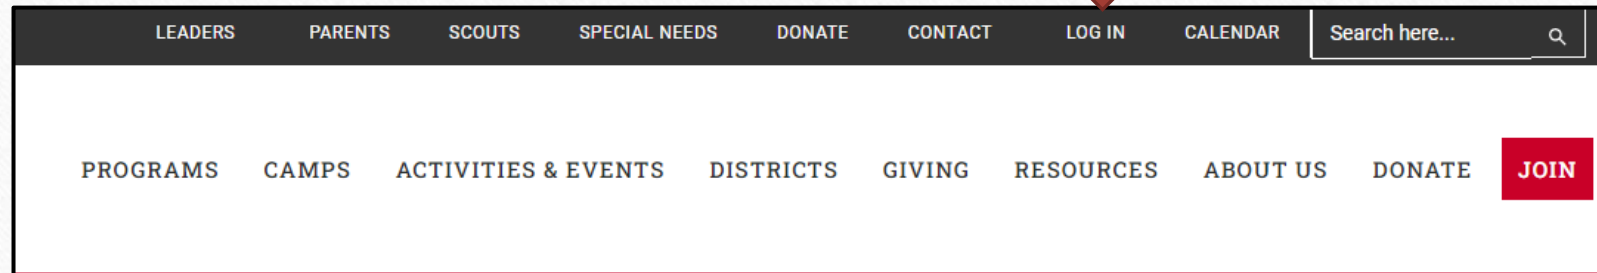 LEADERS PARENTS SCOUTS SPECIAL NEEDS DONATE CONTACT LOG IN CALENDAR Search here...
PROGRAMS CAMPS ACTIVITIES & EVENTS DISTRICTS GIVING RESOURCES ABOUT US DONATE JOIN